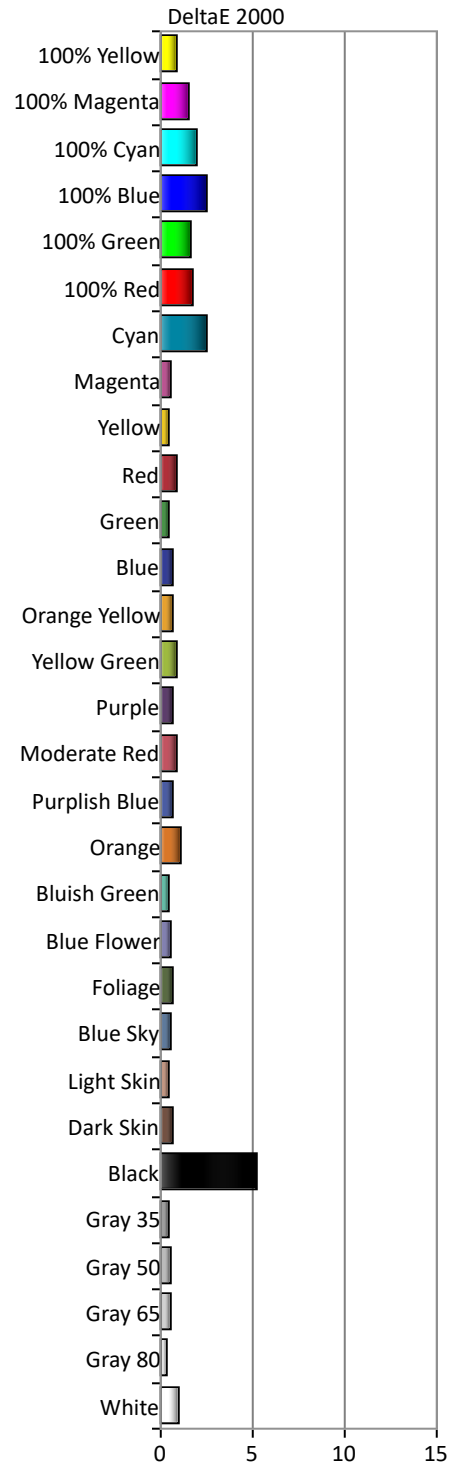 DeltaE 2000
100% Yellow
100% Magenta
100% Cyan
100% Blue
100% Green
100% Red
Cyan
Magenta
Yellow
Red
Green
Blue
Orange Yellow
Yellow Green
Purple
Moderate Red
Purplish Blue
Orange
Bluish Green
Blue Flower
Foliage
Blue Sky
Light Skin
Dark Skin
Black
Gray 35
Gray 50
Gray 65
Gray 80
White
0 5 10 15